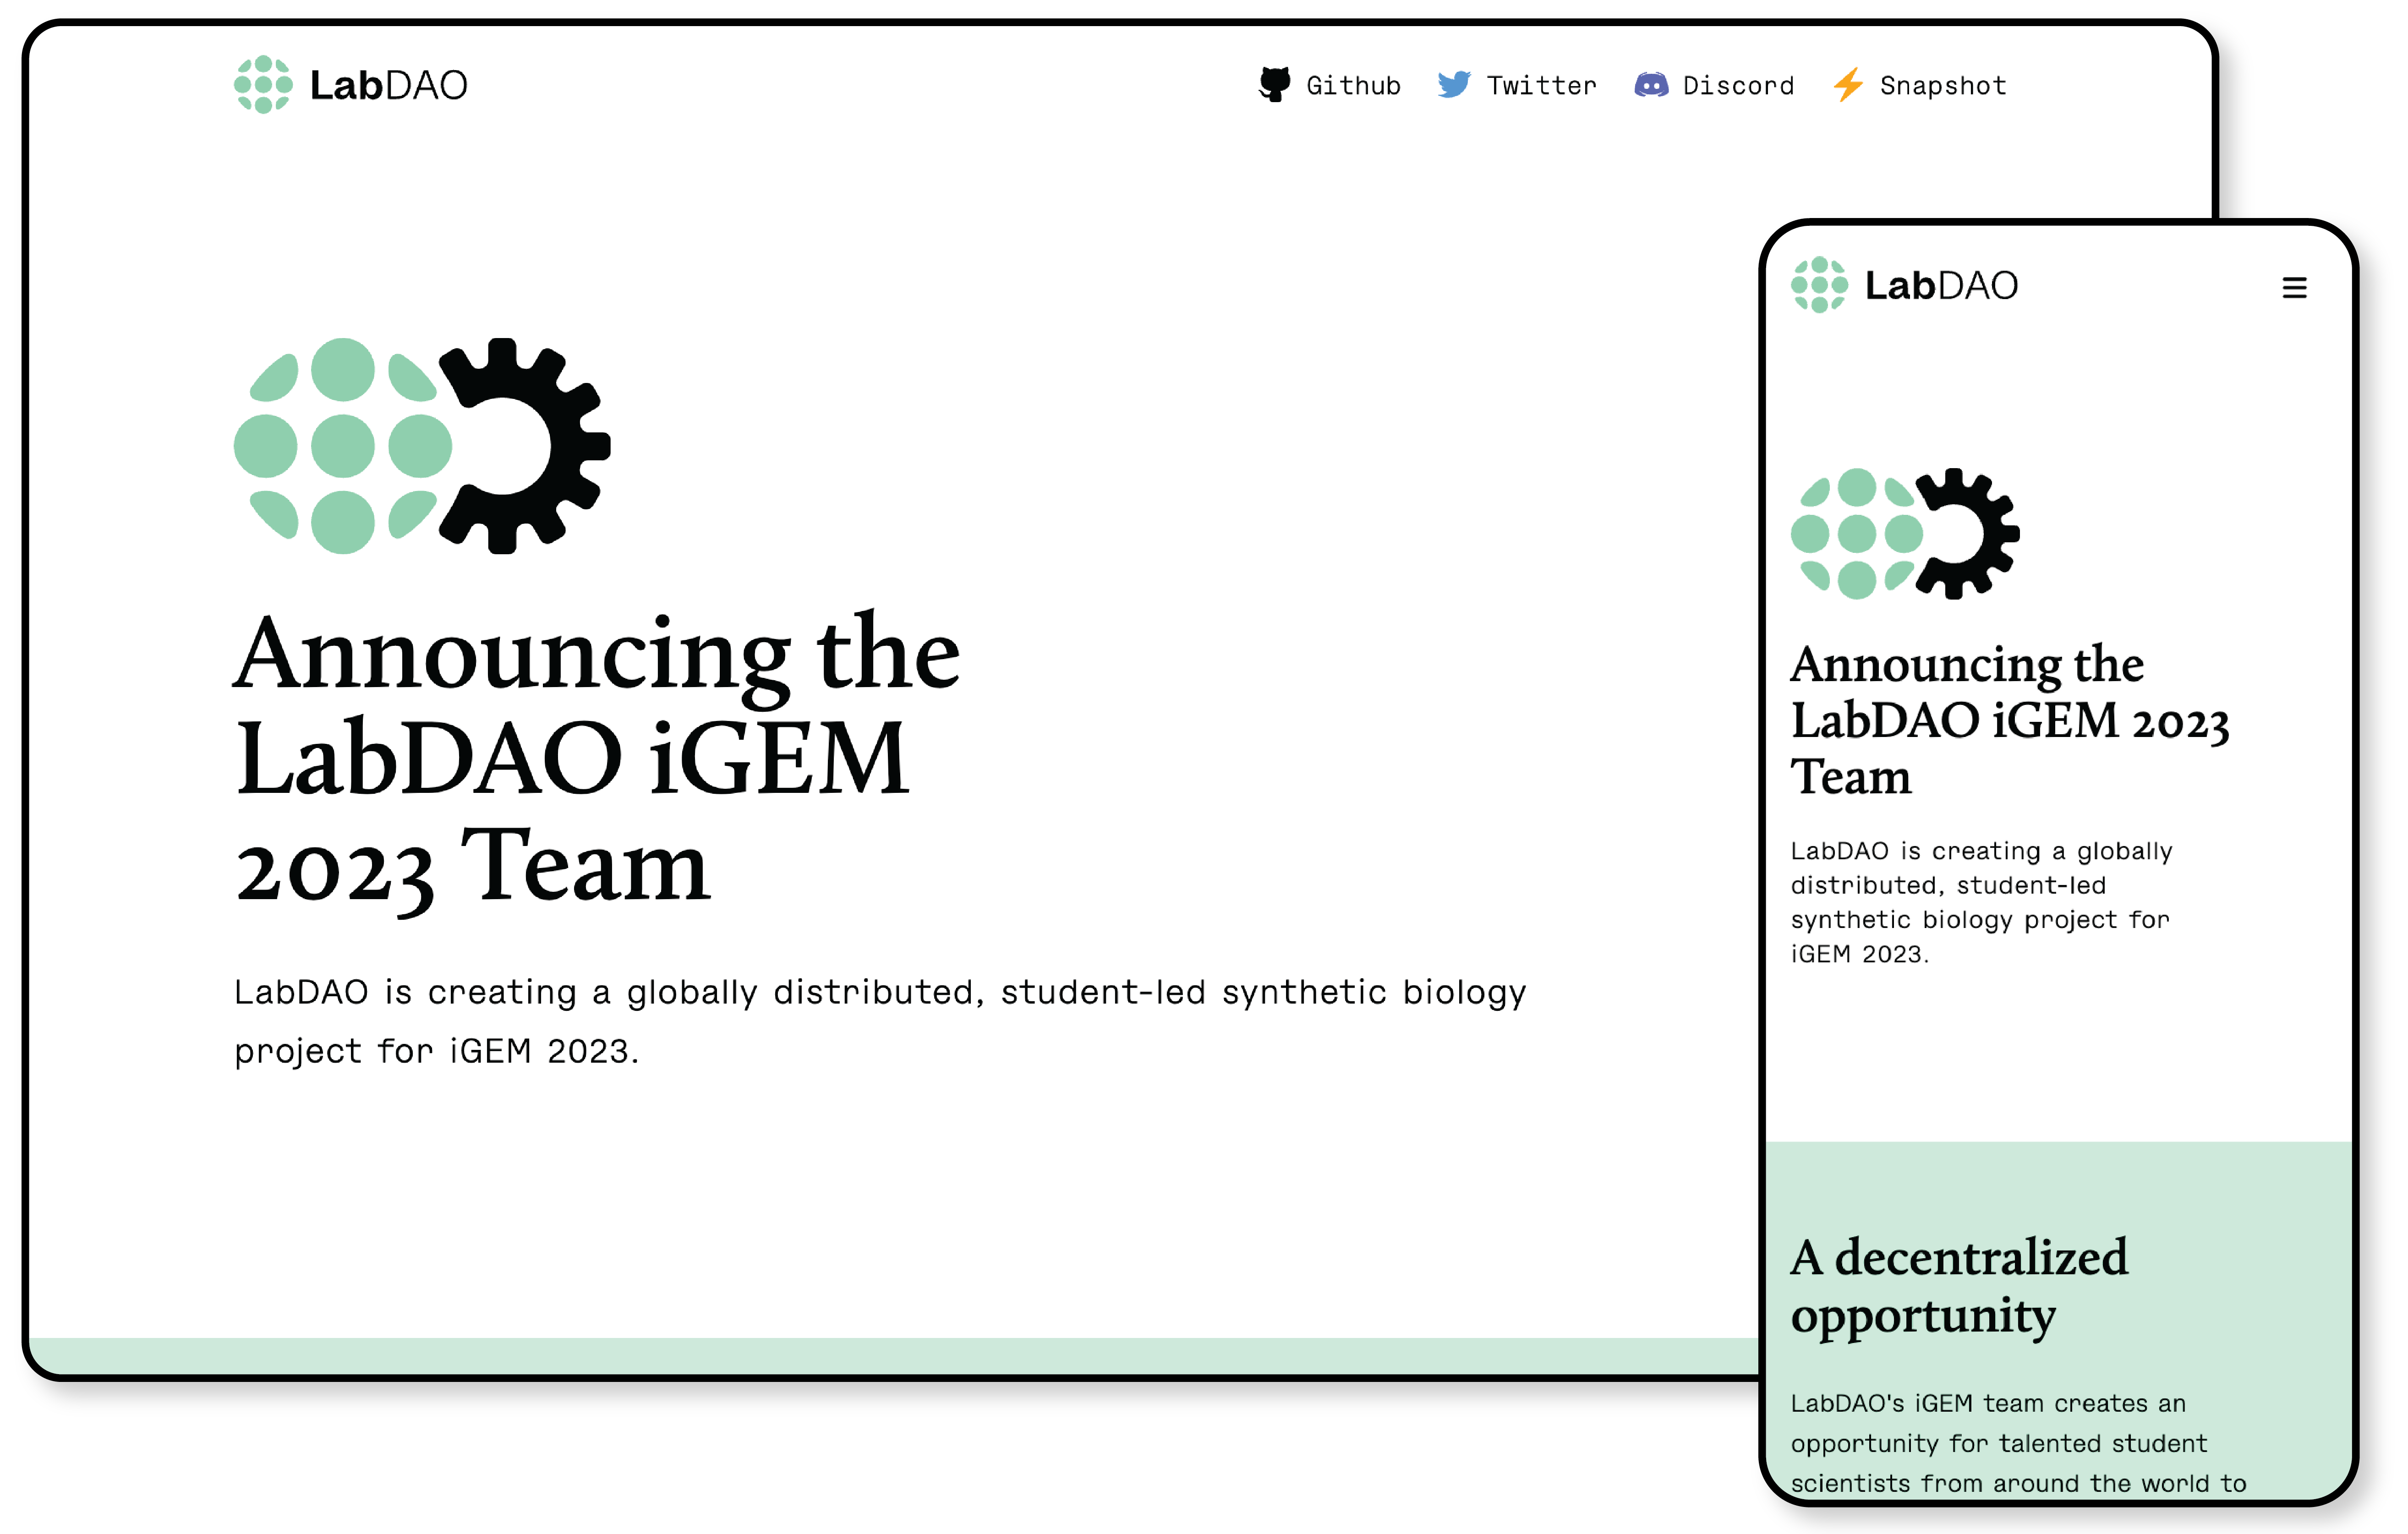 LabDAO
Github Twitter Discord Snapshot
Announcing the
LabDAO iGEM
2023 Team
LabDAO is creating a globally distributed, student-led synthetic biology
project for iGEM 2023.
LabDAO
Announcing the
LabDAO iGEM 2023
Team
LabDAO is creating a globally
distributed, student-led
synthetic biology project for
iGEM 2023.
A decentralized
opportunity
LabDAO's iGEM team creates an
opportunity for talented student
scientists from around the world to